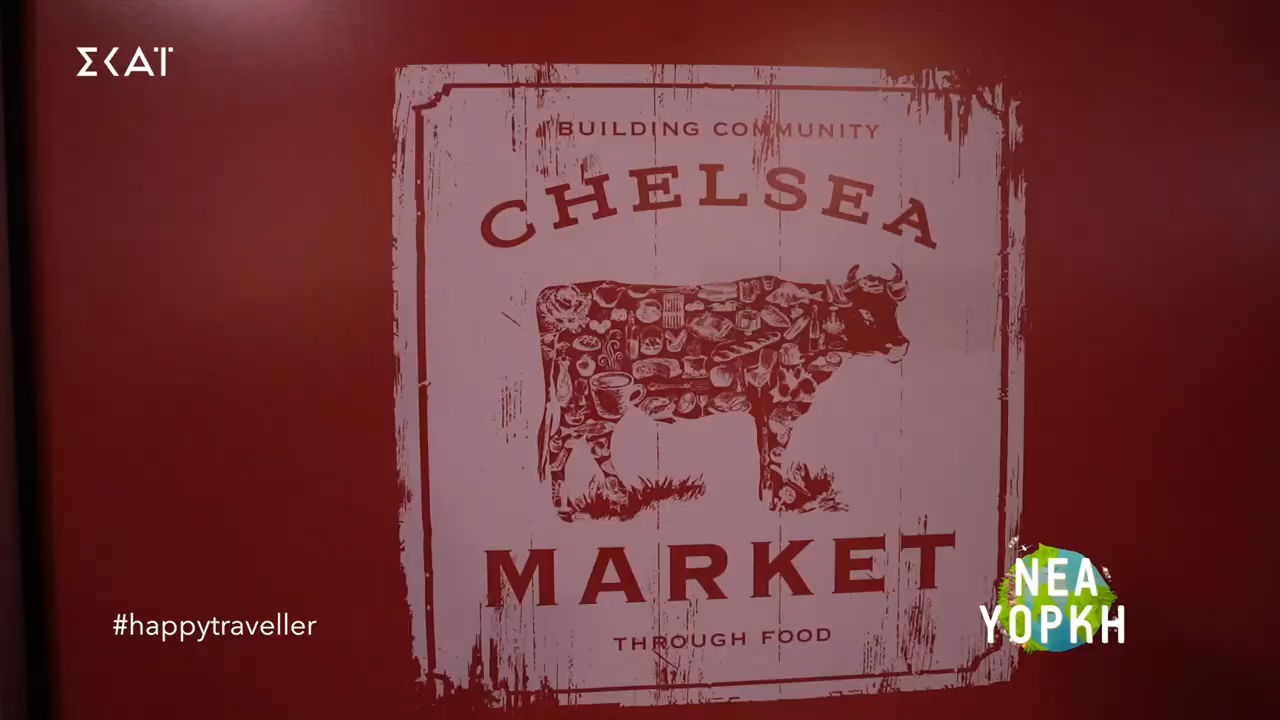 ΣΚΑΪ
BUILDING COMMUNITY
CHELSEA
MARKET
THROUGH FOOD
#happytraveller
ΝΕΑ
ΥΟΡΚΗ